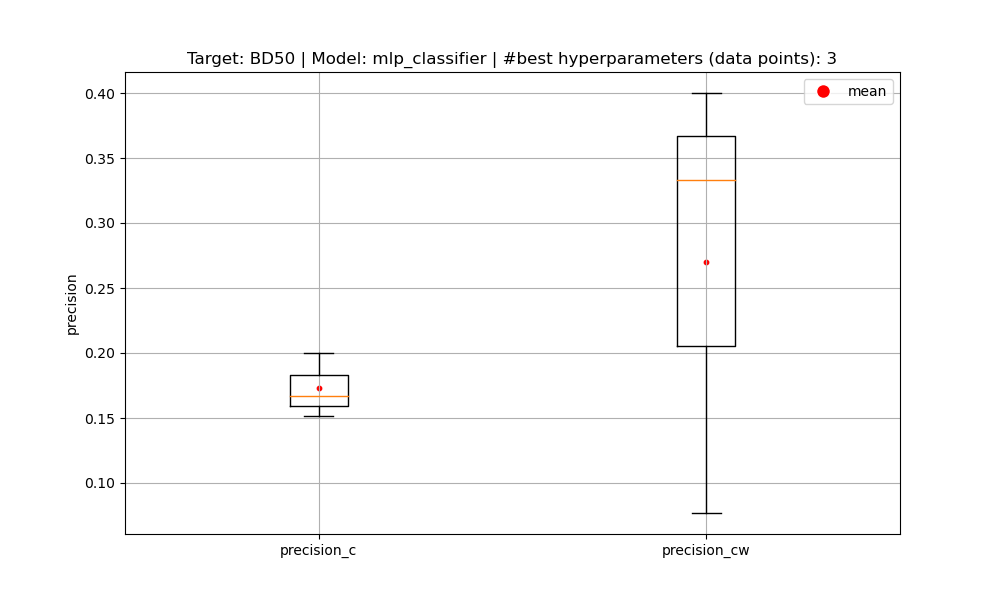 Target: BD50 | Model: mlp_classifier | #best hyperparameters (data points): 3
mean
0.40
0.35
0.30
0.25
0.20
0.15
0.10
precision
precision_c
precision_cw